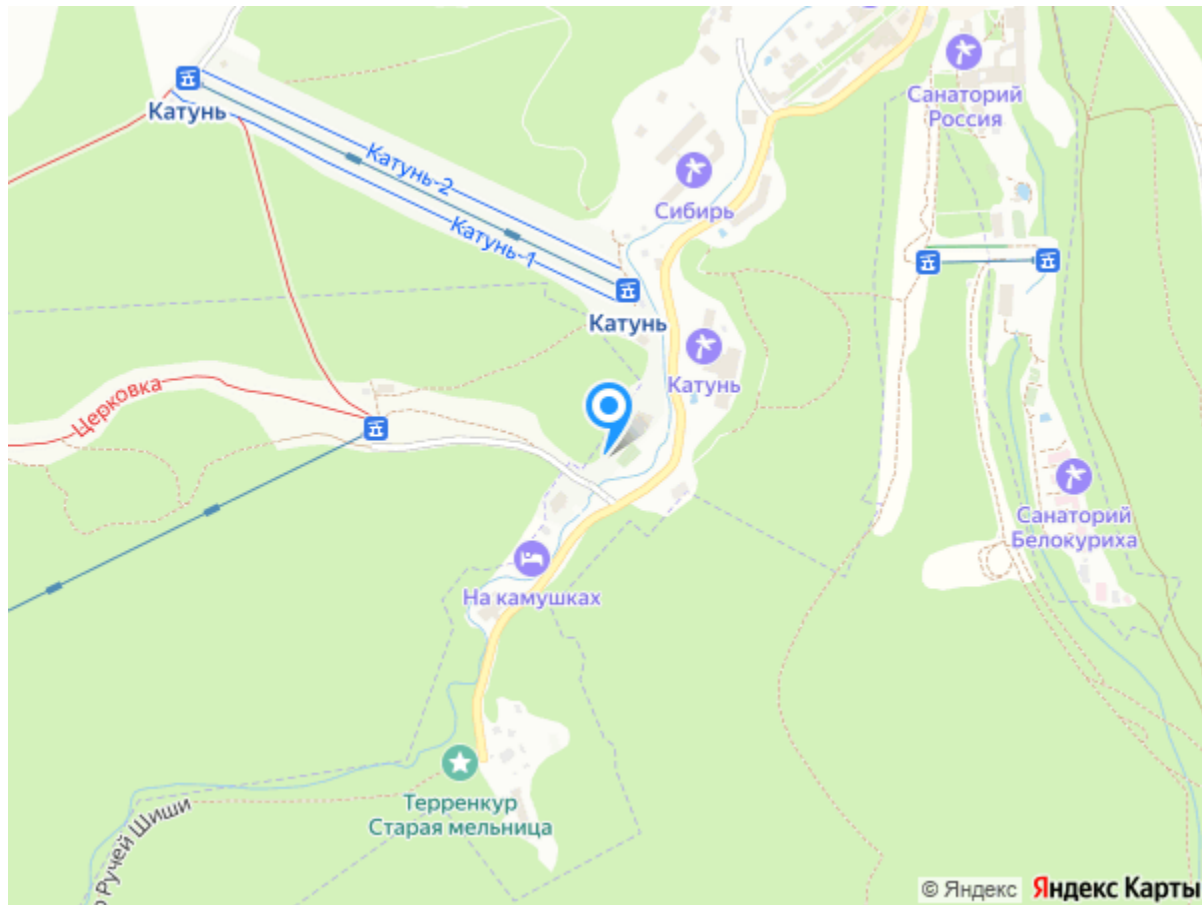 Катунь
Катунь-2
Катунь-1
Катунь
Санаторий
Россия
Сибирь
Катунь
Церковка
Санаторий
Белокуриха
На камушках
Терренкур
Старая мельница
Ручей Шиши
© Яндекс Яндекс Карты